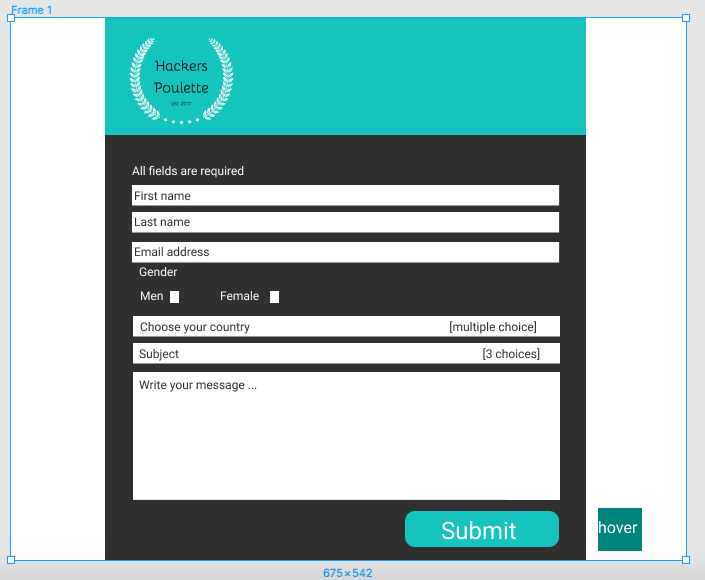 Frame 1
Hackers
Poulette
est. 2017
All fields are required
First name
Last name
Email address
Gender
Men
Female
Choose your country [multiple choice]
Subject [3 choices]
Write your message ...
Submit
hover
675×542